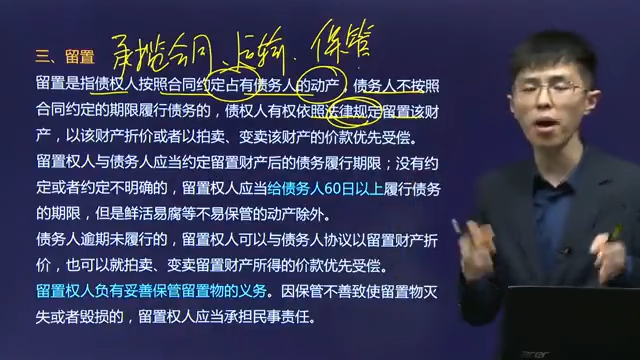 承揽合同、运输、保管
三、留置
留置是指债权人按照合同约定占有债务人的动产，债务人不按照
合同约定的期限履行债务的，债权人有权依照法律规定留置该财
产，以该财产折价或者以拍卖、变卖该财产的价款优先受偿。
留置权人与债务人应当约定留置财产后的债务履行期限；没有约
定或者约定不明确的，留置权人应当给债务人60日以上履行债务
的期限，但是鲜活易腐等不易保管的动产除外。
债务人逾期未履行的，留置权人可以与债务人协议以留置财产折
价，也可以就拍卖、变卖留置财产所得的价款优先受偿。
留置权人负有妥善保管留置物的义务。因保管不善致使留置物灭
失或者毁损的，留置权人应当承担民事责任。
acer